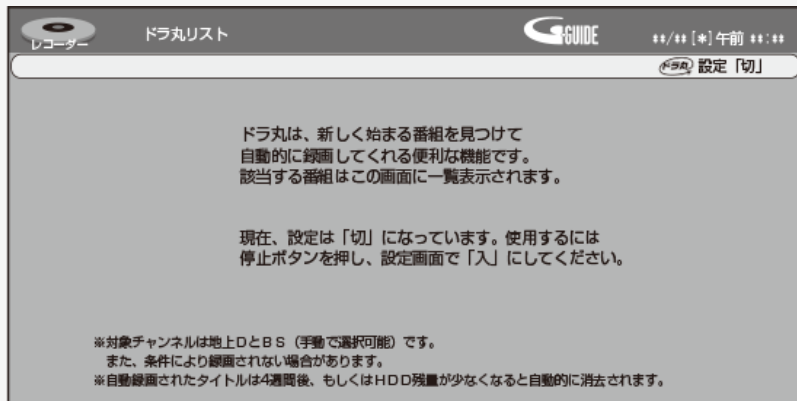 レコーダー
ドラ丸リスト
G-GUIDE
**/** [*] 午前 **:**
ドラ丸 設定「切」
ドラ丸は、新しく始まる番組を見つけて
自動的に録画してくれる便利な機能です。
該当する番組はこの画面に一覧表示されます。
現在、設定は「切」になっています。使用するには
停止ボタンを押し、設定画面で「入」にしてください。
※対象チャンネルは地上DとBS(手動で選択可能)です。
また、条件により録画されない場合があります。
※自動録画されたタイトルは4週間後、もしくはHDD残量が少なくなると自動的に消去されます。